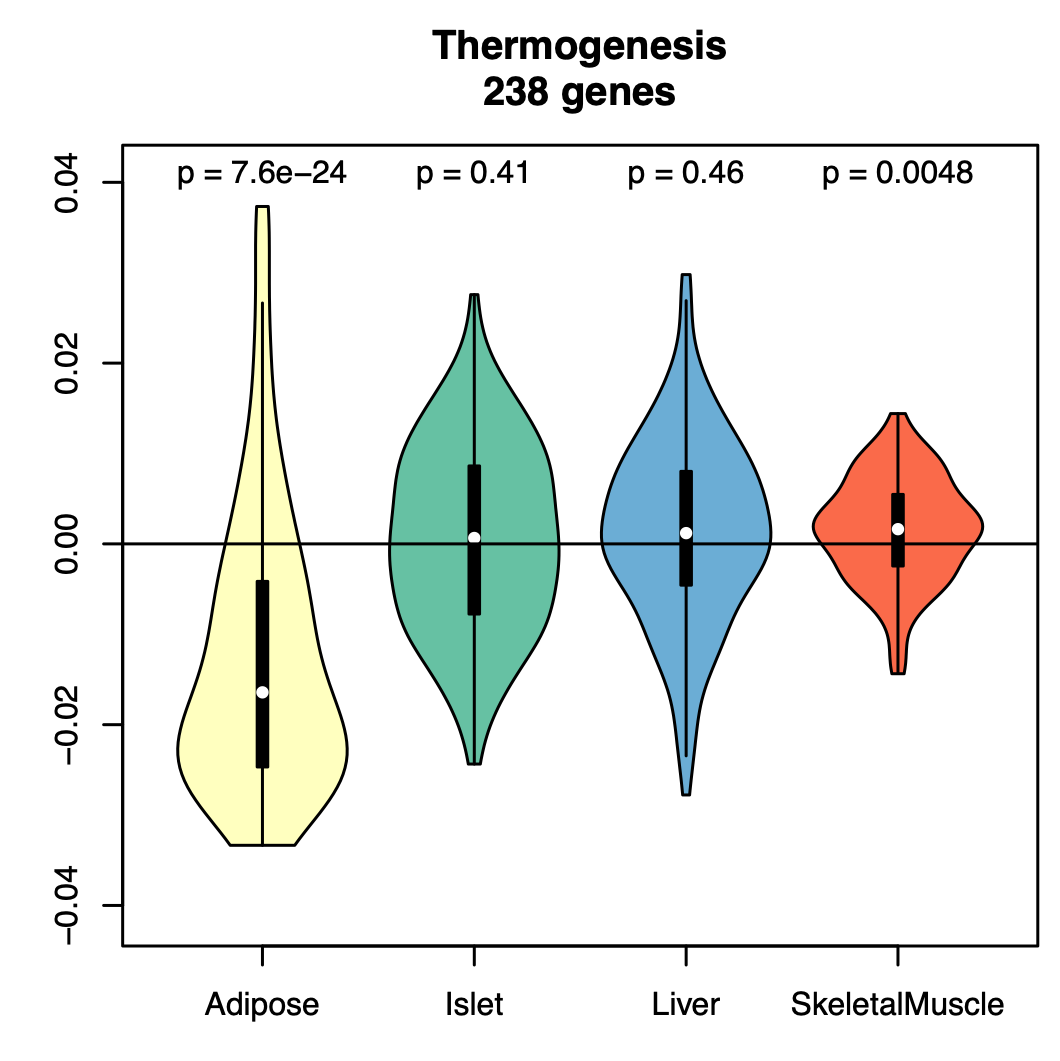 Thermogenesis
238 genes
p = 7.6e−24 p = 0.41 p = 0.46 p = 0.0048
0.04
0.02
0.00
−0.02
−0.04
Adipose Islet Liver SkeletalMuscle